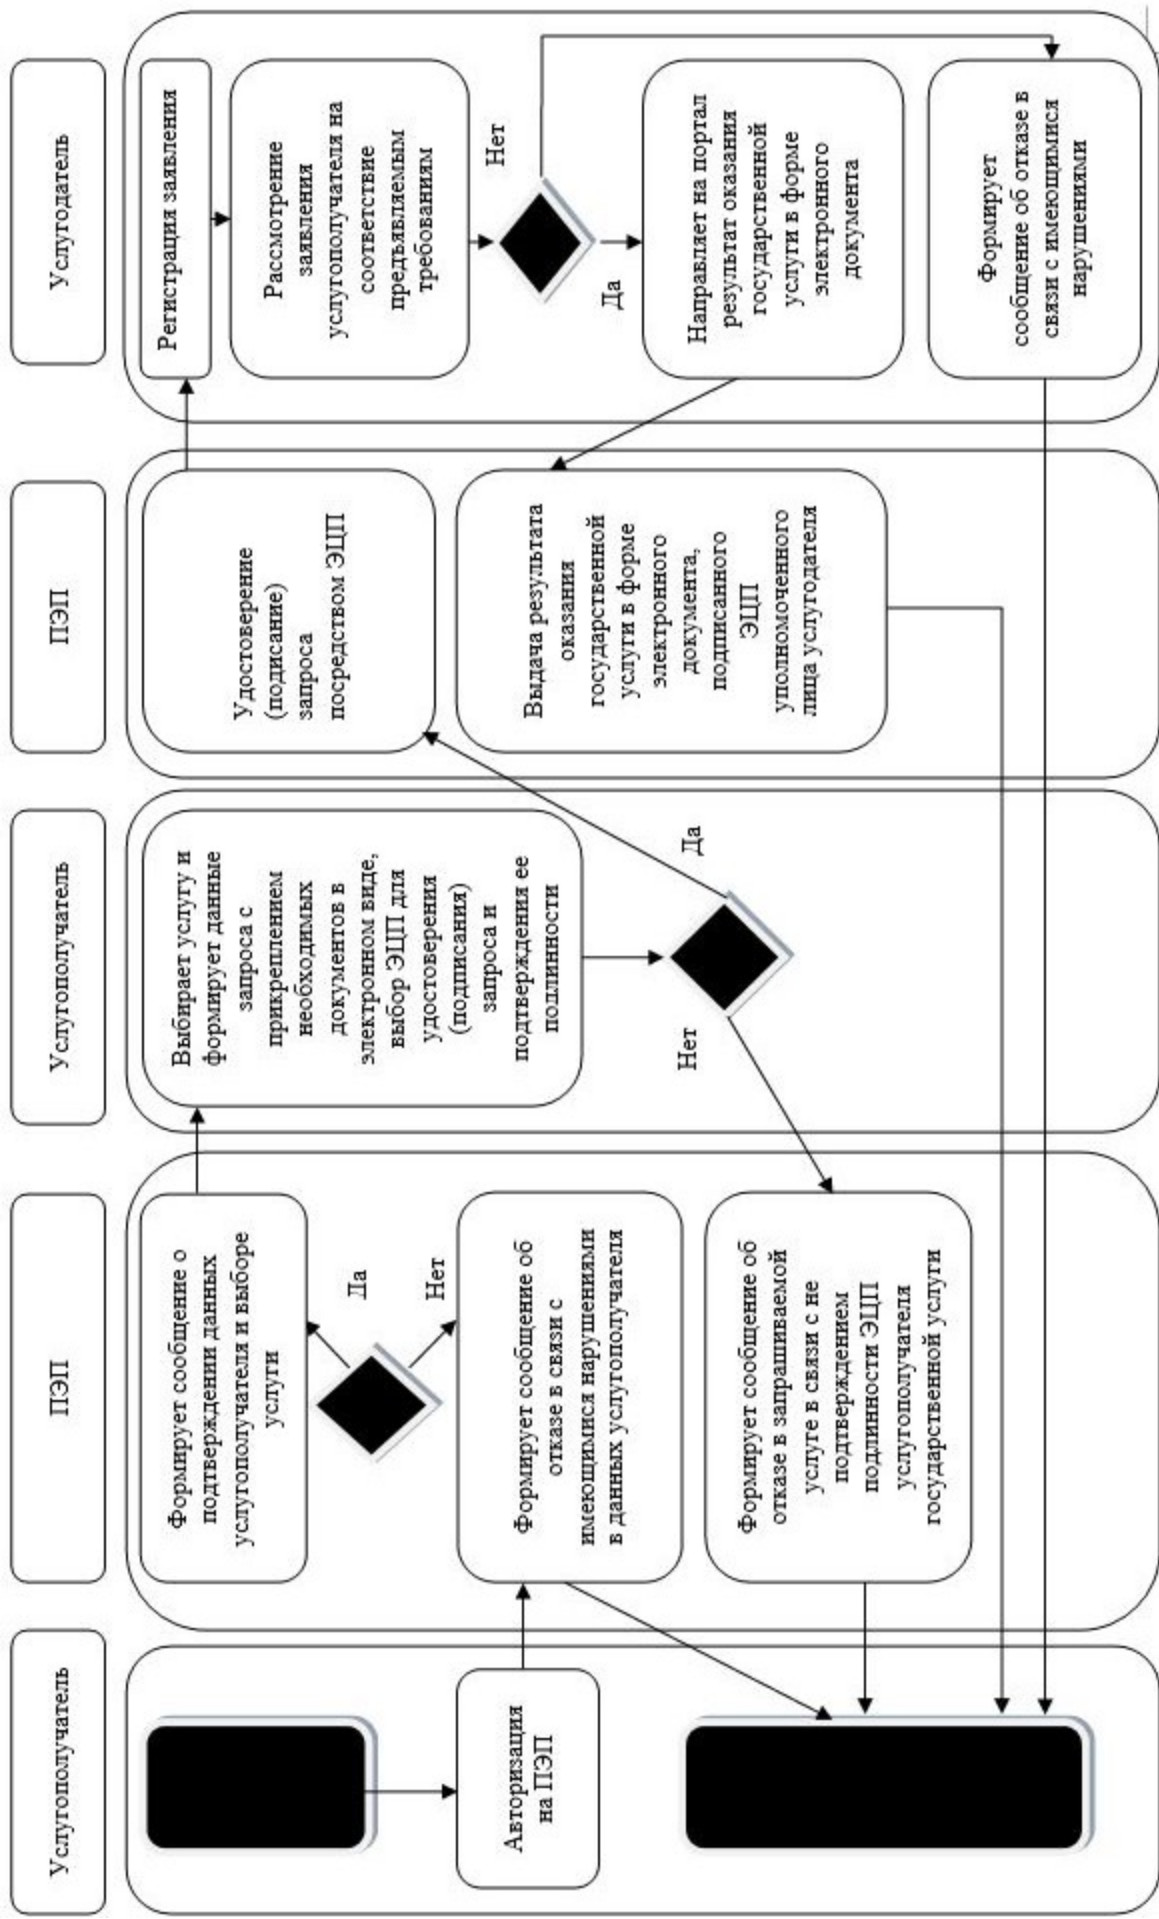 Услугополучатель
ПЭП
Услугополучатель
ПЭП
Услугодатель
Авторизация
на ПЭП
Формирует сообщение о
подтверждении данных
услугополучателя и выборе
услуги
Да
Нет
Формирует сообщение об
отказе в связи с
имеющимися нарушениями
в данных услугополучателя
Формирует сообщение об
отказе в запрашиваемой
услуге в связи с не
подтверждением
подлинности ЭЦП
услугополучателя
государственной услуги
Выбирает услугу и
формирует данные
запроса с
прикреплением
необходимых
документов в
электронном виде,
выбор ЭЦП для
удостоверения
(подписания)
запроса и
подтверждения ее
подлинности
Нет
Да
Удостоверение
(подисание)
запроса
посредством ЭЦП
Выдача результата
оказания
государственной
услуги в форме
электронного
документа,
подписанного
ЭЦП
уполномоченного
лица услугодателя
Регистрация заявления
Рассмотрение
заявления
услугополучателя на
соответствие
предъявляемым
требованиям
Нет
Да
Направляет на портал
результат оказания
государственной
услуги в форме
электронного
документа
Формирует
сообщение об отказе в
связи с имеющимися
нарушениями